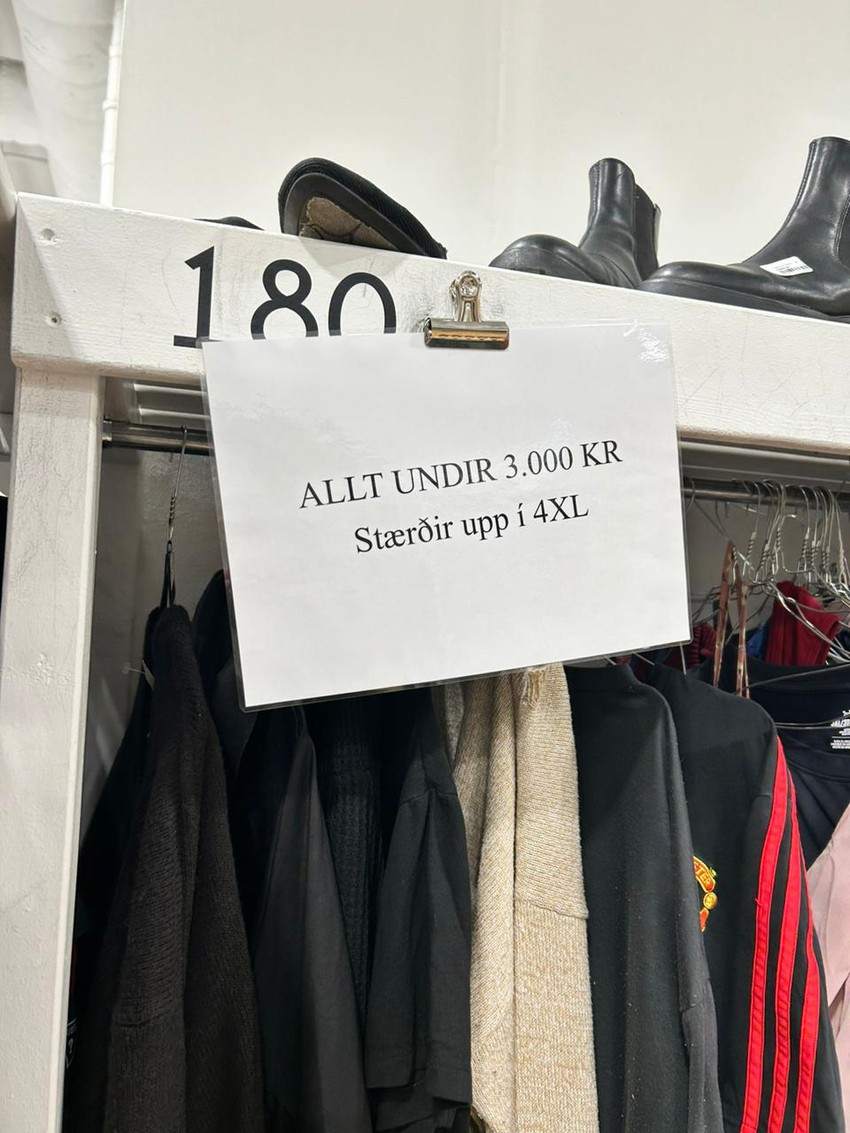 180
ALLT UNDIR 3.000 KR
Stærðir upp í 4XL